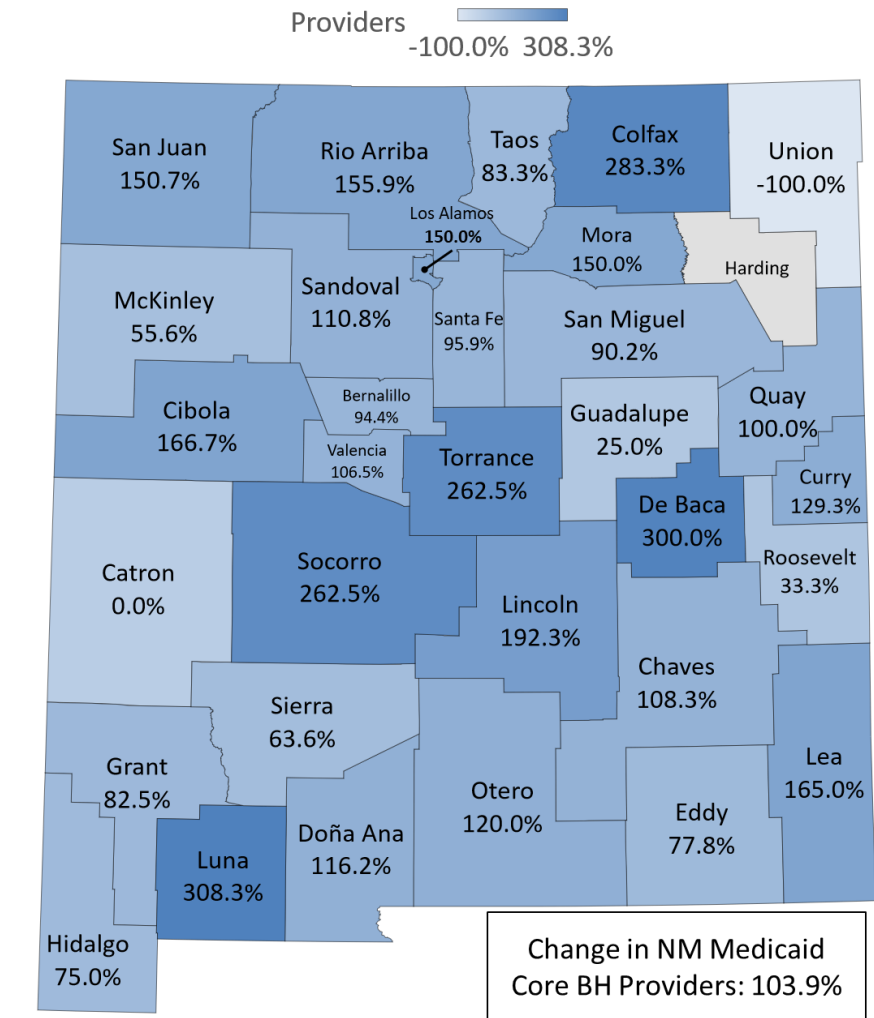 Providers
-100.0% 308.3%
San Juan
150.7%
Rio Arriba
155.9%
Taos
83.3%
Colfax
283.3%
Union
-100.0%
Los Alamos
150.0%
Mora
150.0%
Harding
McKinley
55.6%
Sandoval
110.8%
Santa Fe
95.9%
San Miguel
90.2%
Cibola
166.7%
Bernalillo
94.4%
Valencia
106.5%
Torrance
262.5%
Guadalupe
25.0%
Quay
100.0%
Curry
129.3%
De Baca
300.0%
Roosevelt
33.3%
Catron
0.0%
Socorro
262.5%
Lincoln
192.3%
Chaves
108.3%
Sierra
63.6%
Grant
82.5%
Otero
120.0%
Lea
165.0%
Eddy
77.8%
Doña Ana
116.2%
Luna
308.3%
Hidalgo
75.0%
Change in NM Medicaid
Core BH Providers: 103.9%